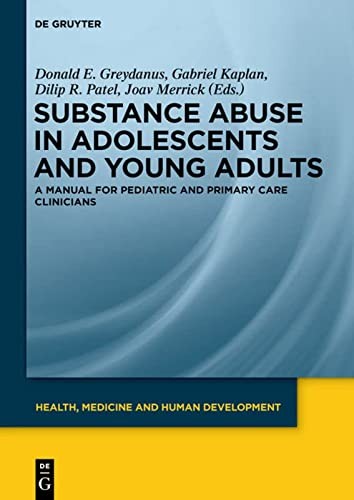 DE GRUYTER
Donald E. Greydanus, Gabriel Kaplan,
Dilip R. Patel, Joav Merrick (Eds.)
SUBSTANCE ABUSE
IN ADOLESCENTS
AND YOUNG ADULTS
A MANUAL FOR PEDIATRIC AND PRIMARY CARE
CLINICIANS
HEALTH, MEDICINE AND HUMAN DEVELOPMENT
DE
G